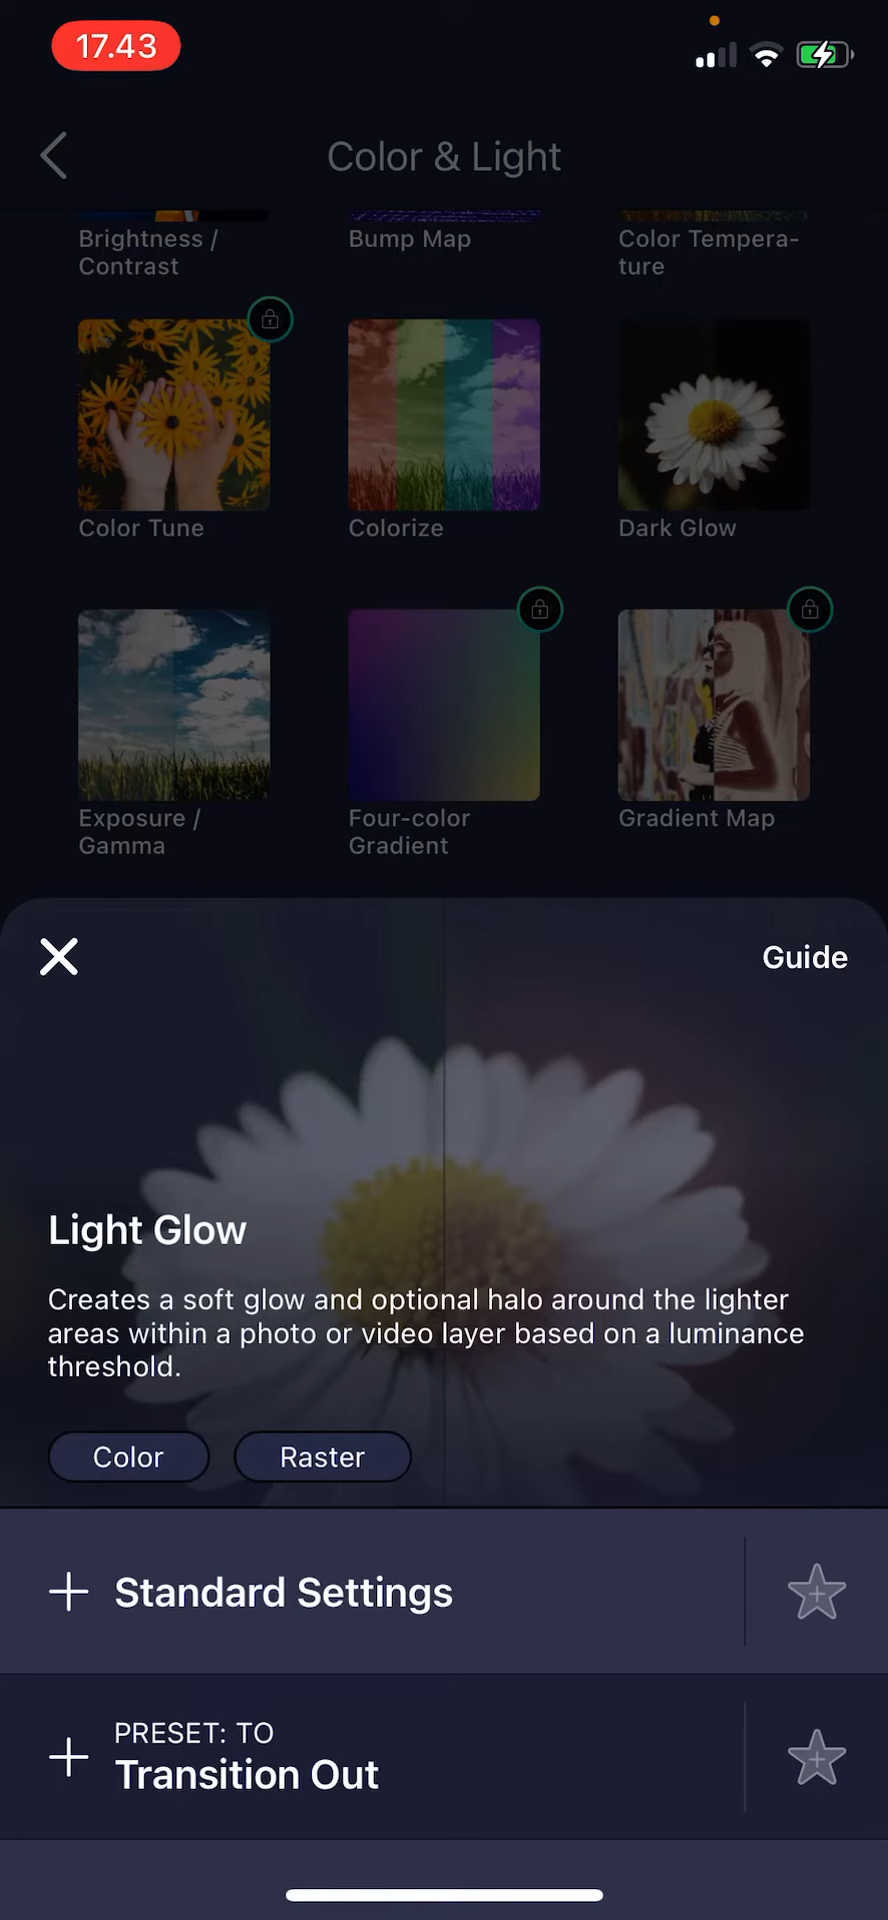 17.43
Color & Light
Brightness /
Contrast
Bump Map
Color Tempera-
ture
Color Tune
Colorize
Dark Glow
Exposure /
Gamma
Four-color
Gradient
Gradient Map
Guide
Light Glow
Creates a soft glow and optional halo around the lighter
areas within a photo or video layer based on a luminance
threshold.
Color
Raster
Standard Settings
PRESET: TO
Transition Out